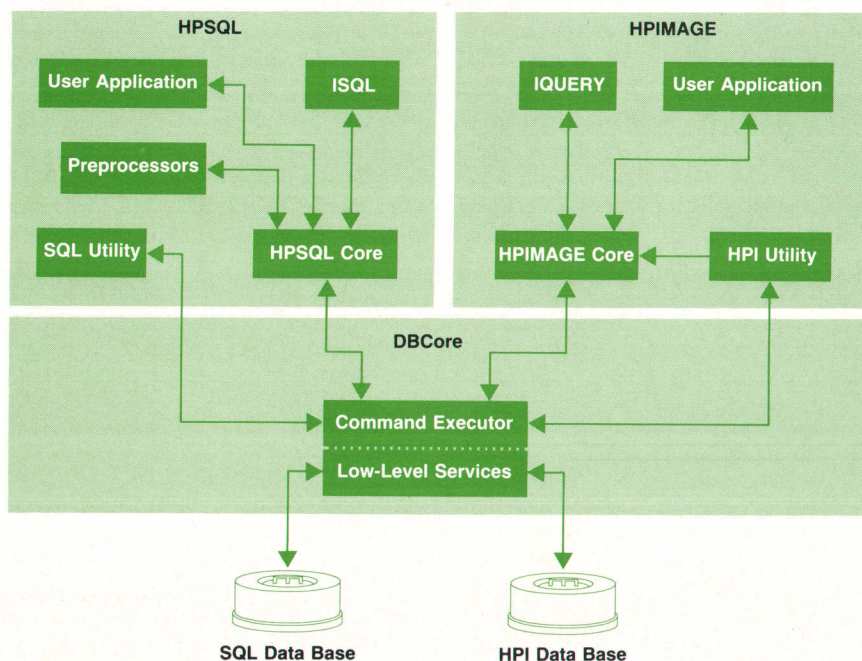 HPSQL
User Application
ISQL
Preprocessors
SQL Utility
HPSQL Core
HPIMAGE
IQUERY
User Application
HPIMAGE Core
HPI Utility
DBCore
Command Executor
Low-Level Services
SQL Data Base
HPI Data Base